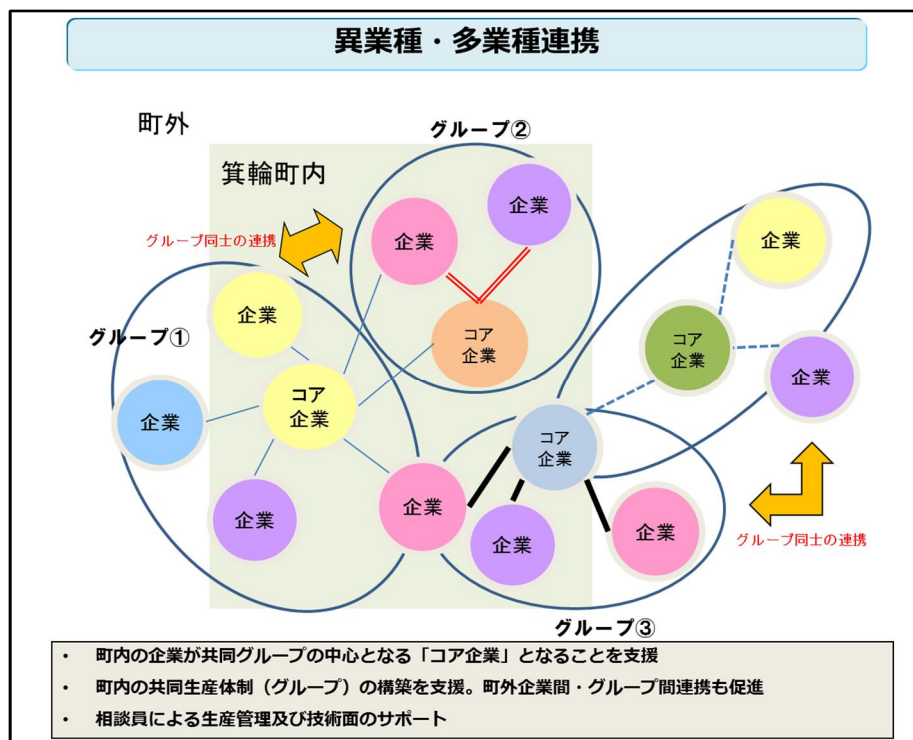 異業種・多業種連携
町外
グループ②
箕輪町内
企業
企業
グループ同士の連携
企業
企業
グループ①
コア
企業
コア
企業
企業
コア
企業
企業
コア
企業
企業
企業
企業
企業
企業
グループ同士の連携
グループ③
・ 町内の企業が共同グループの中心となる「コア企業」となることを支援
・ 町内の共同生産体制（グループ）の構築を支援。町外企業間・グループ間連携も促進
・ 相談員による生産管理及び技術面のサポート